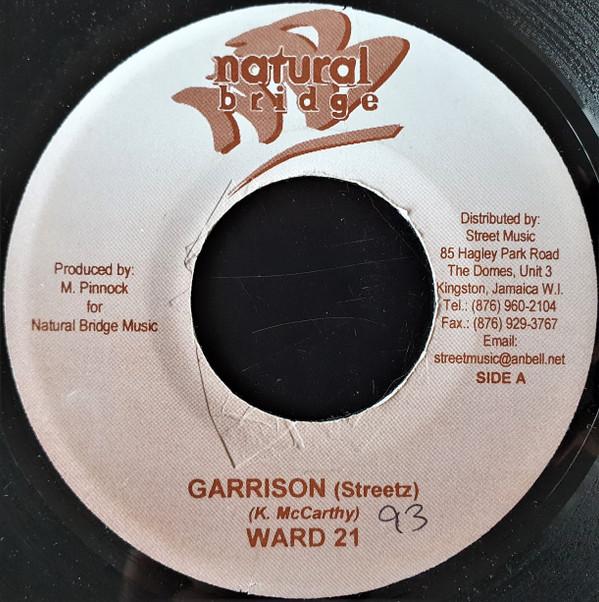 natural
bridge
Produced by:
M. Pinnock
for
Natural Bridge Music
Distributed by:
Street Music
85 Hagley Park Road
The Domes, Unit 3
Kingston, Jamaica W.I.
Tel.: (876) 960-2104
Fax.: (876) 929-3767
Email:
streetmusic@anbell.net
SIDE A
GARRISON (Streetz)
(K. McCarthy)
WARD 21
93